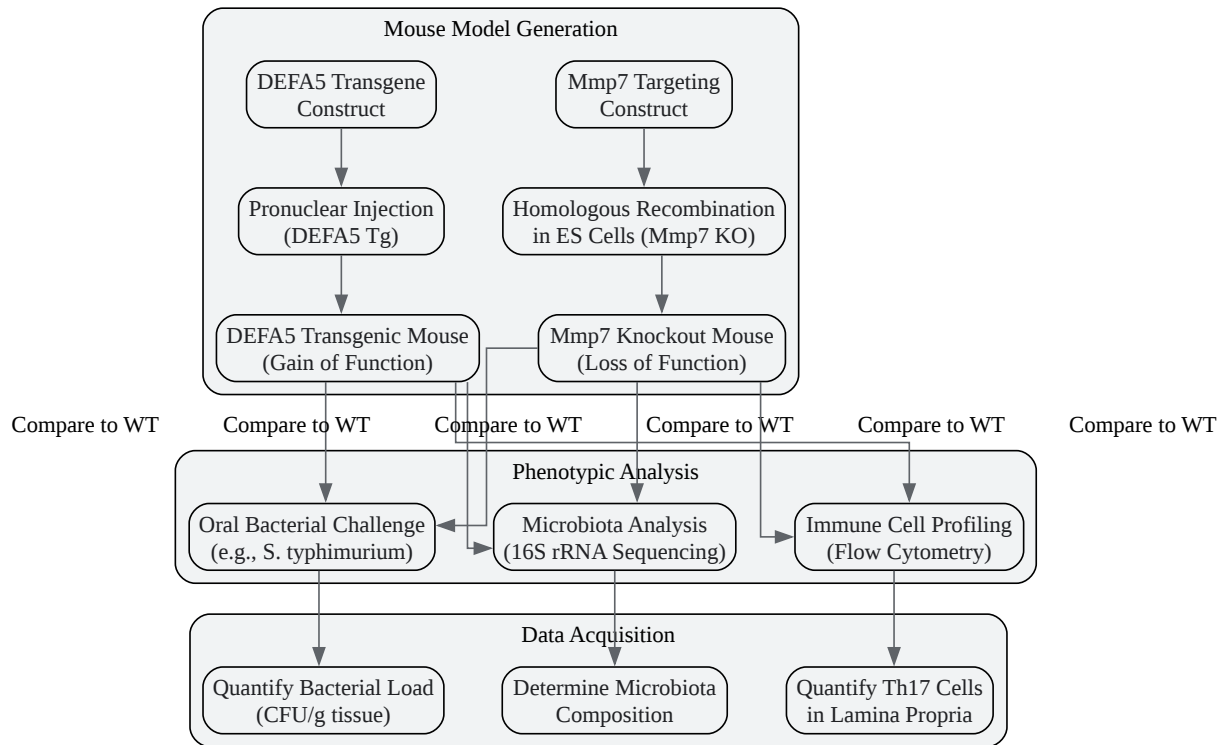 Mouse Model Generation
DEFA5 Transgene
Construct
Mmp7 Targeting
Construct
Pronuclear Injection
(DEFA5 Tg)
Homologous Recombination
in ES Cells (Mmp7 KO)
DEFA5 Transgenic Mouse
(Gain of Function)
Mmp7 Knockout Mouse
(Loss of Function)
Compare to WT
Compare to WT
Compare to WT
Compare to WT
Compare to WT
Compare to WT
Phenotypic Analysis
Oral Bacterial Challenge
(e.g., S. typhimurium)
Microbiota Analysis
(16S rRNA Sequencing)
Immune Cell Profiling
(Flow Cytometry)
Data Acquisition
Quantify Bacterial Load
(CFU/g tissue)
Determine Microbiota
Composition
Quantify Th17 Cells
in Lamina Propria